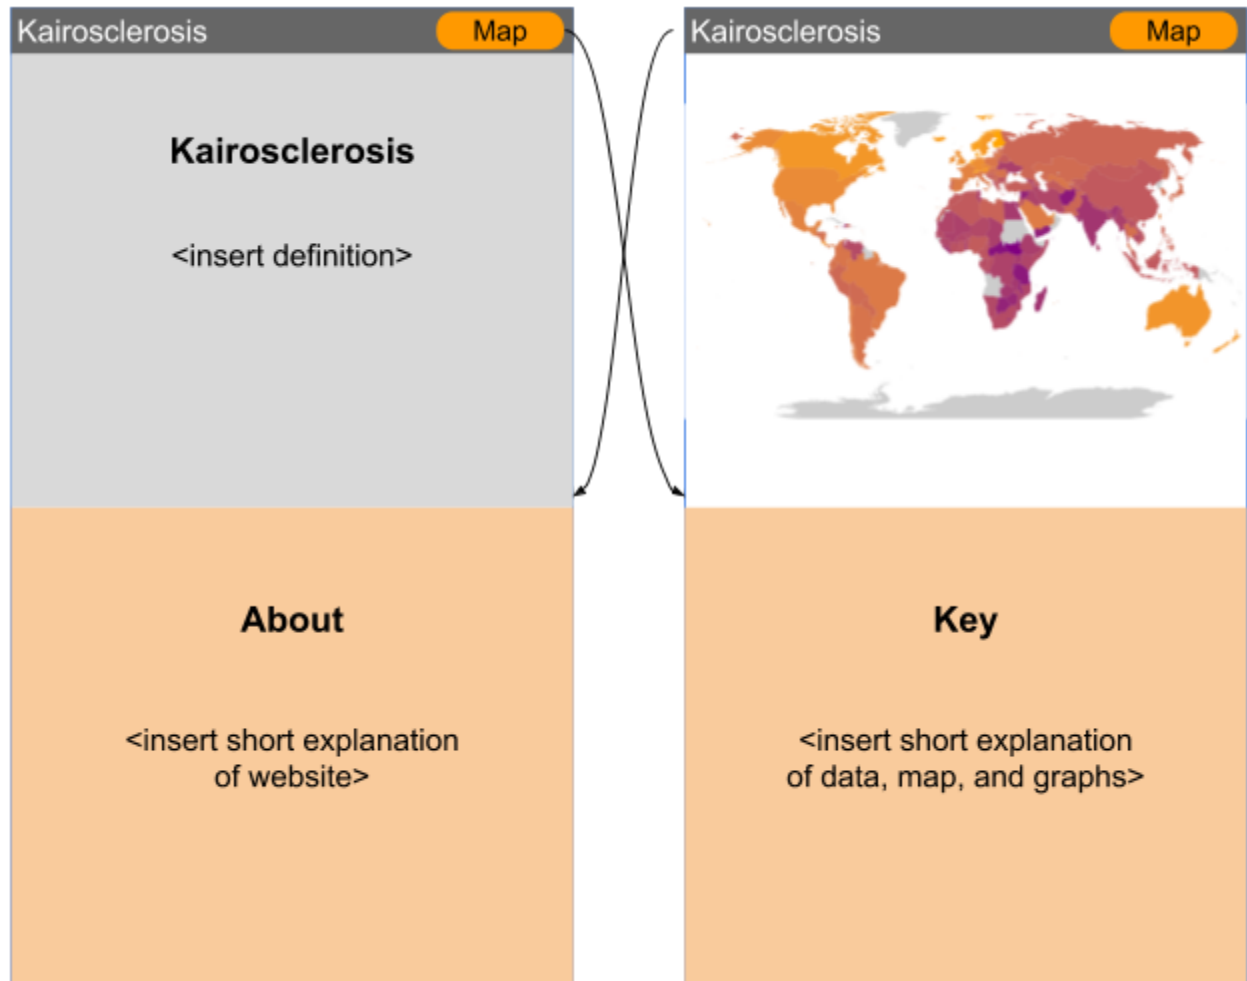 Kairosclerosis
Map
Kairosclerosis
<insert definition>
About
<insert short explanation
of website>
Kairosclerosis
Map
Key
<insert short explanation
of data, map, and graphs>